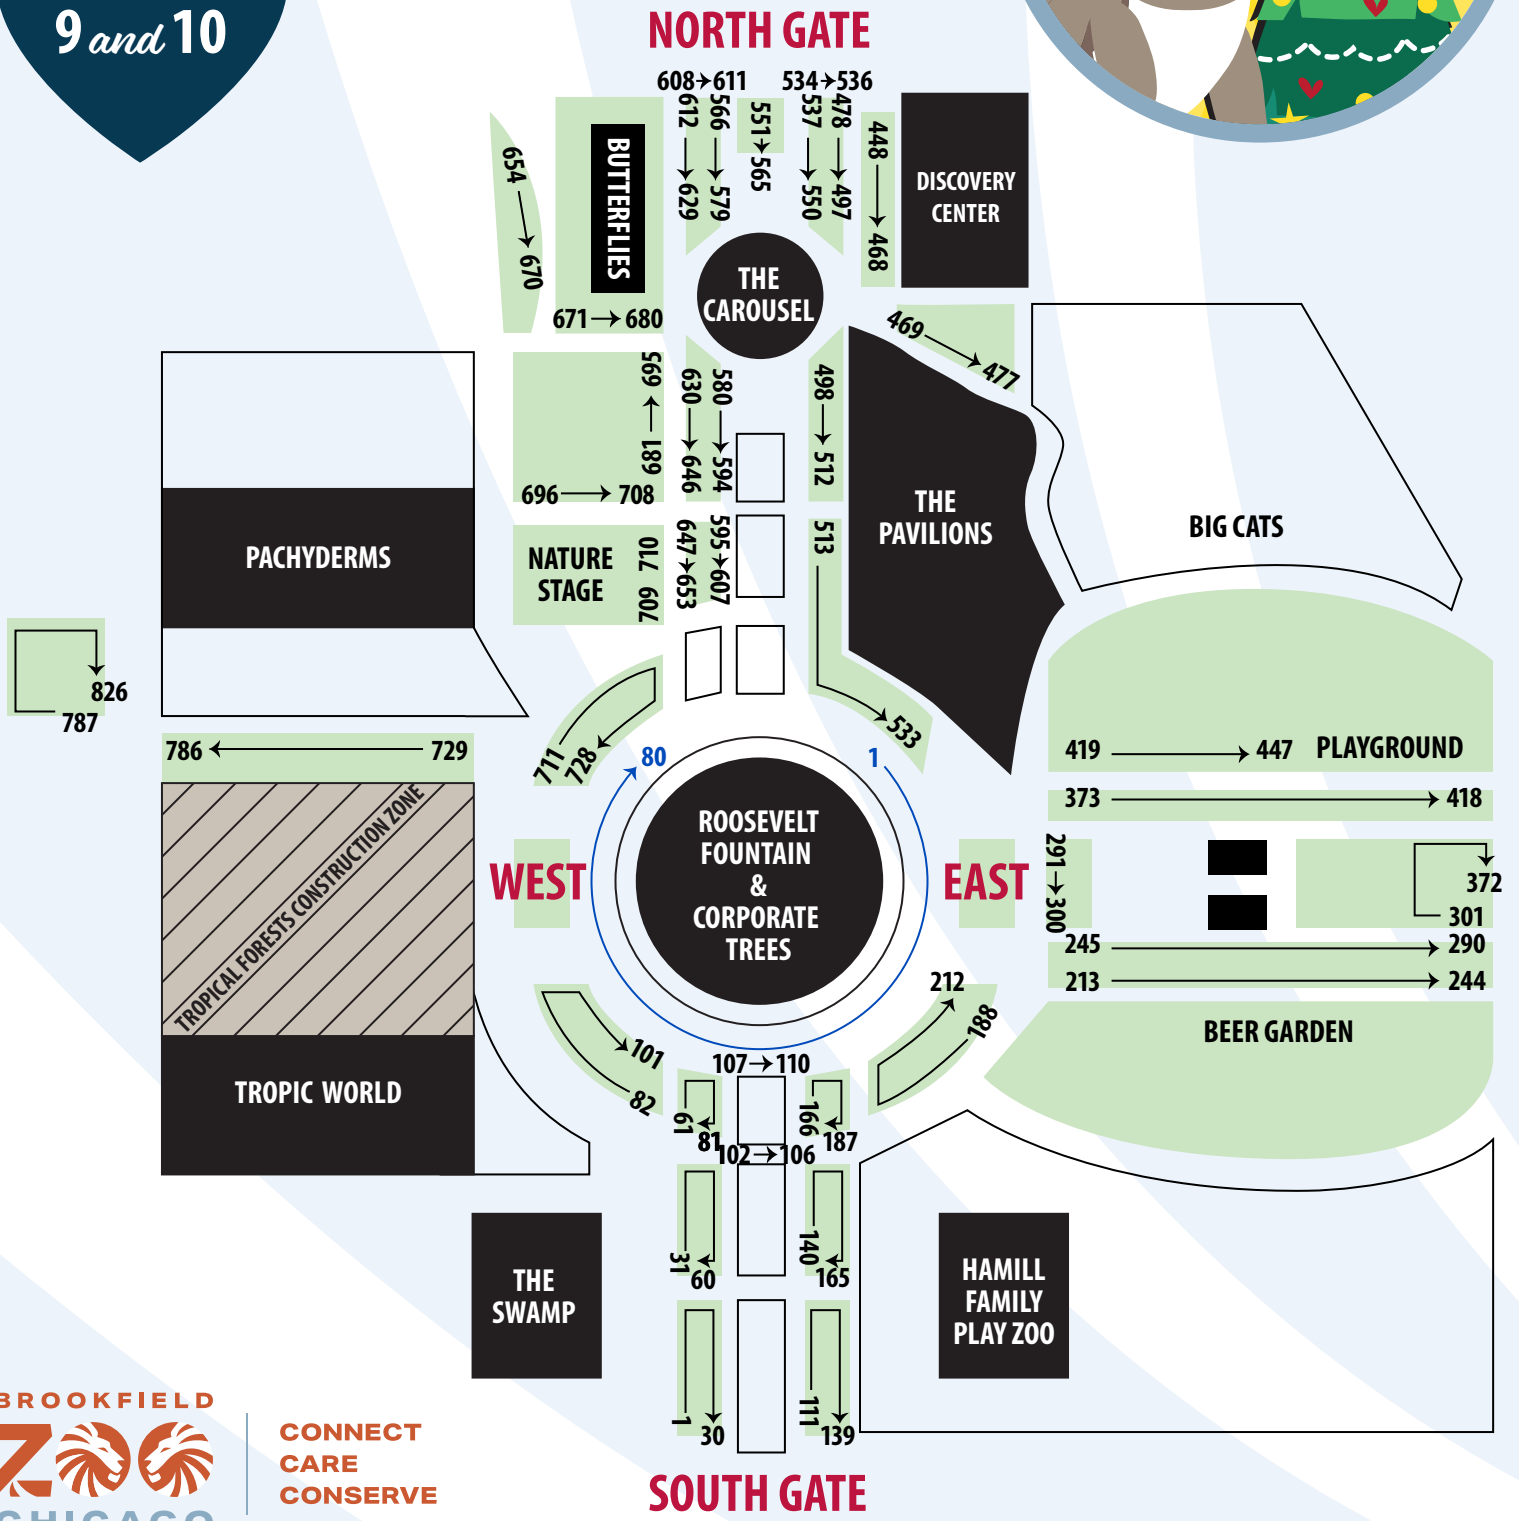 9 and 10
NORTH GATE
608→611
534→536
612→629
566→579
551→565
537→550
478→497
448→468
DISCOVERY
CENTER
654→670
BUTTERFLIES
THE
CAROUSEL
671→680
469→477
681→695
630→646
580→594
498→512
696→708
THE
PAVILIONS
BIG CATS
PACHYDERMS
NATURE
STAGE
710
709
647→653
595→607
513→533
826
787
786←729
711
728
80
1
419→447
PLAYGROUND
373→418
ROOSEVELT
FOUNTAIN
&
CORPORATE
TREES
TROPICAL FORESTS CONSTRUCTION ZONE
WEST
EAST
291→300
372
301
245→290
213→244
212
188
BEER GARDEN
101
82
107→110
TROPIC WORLD
61
81
166
187
102→106
31
60
140
165
THE
SWAMP
HAMILL
FAMILY
PLAY ZOO
1
30
111
139
SOUTH GATE
BROOKFIELD
ZOO
CHICAGO
CONNECT
CARE
CONSERVE